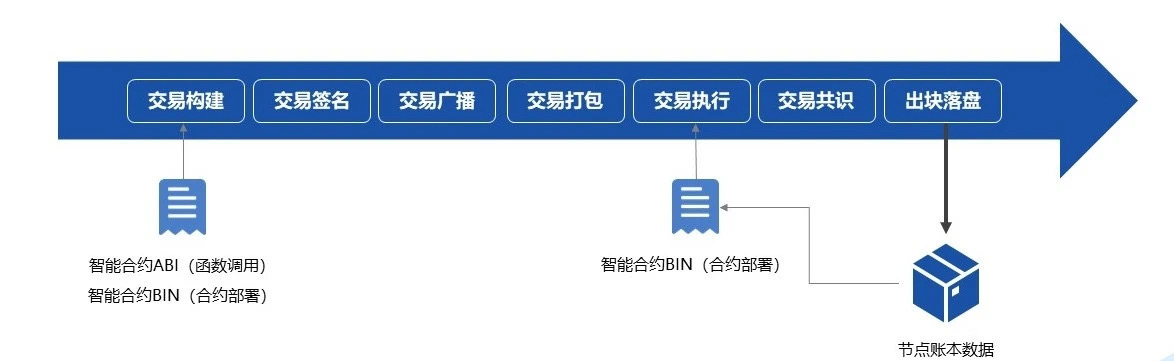 交易构建
交易签名
交易广播
交易打包
交易执行
交易共识
出块落盘
智能合约ABI（函数调用）
智能合约BIN（合约部署）
智能合约BIN（合约部署）
节点账本数据